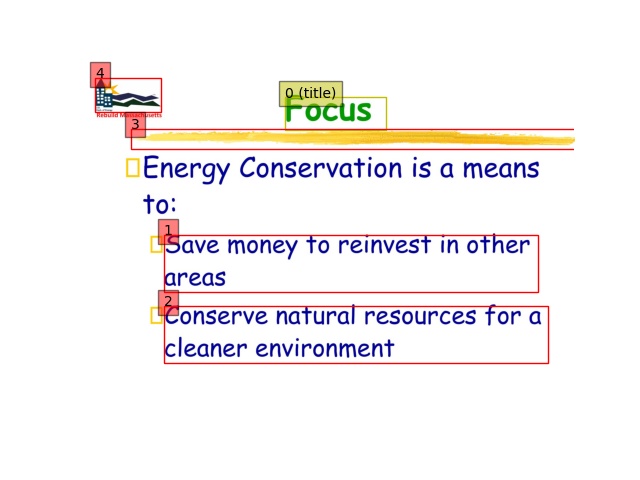 4
0 (title)
Focus
Rebuild Massachusetts
3
Energy Conservation is a means
to:
1
Save money to reinvest in other
areas
2
Conserve natural resources for a
cleaner environment